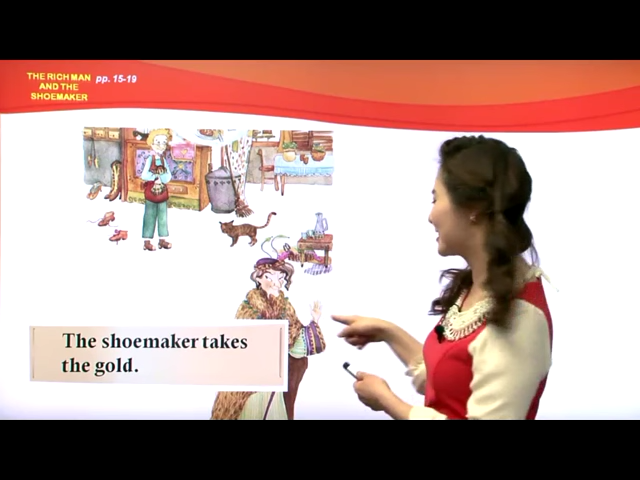 THE RICH MAN pp. 15-19
AND THE
SHOEMAKER
The shoemaker takes
the gold.